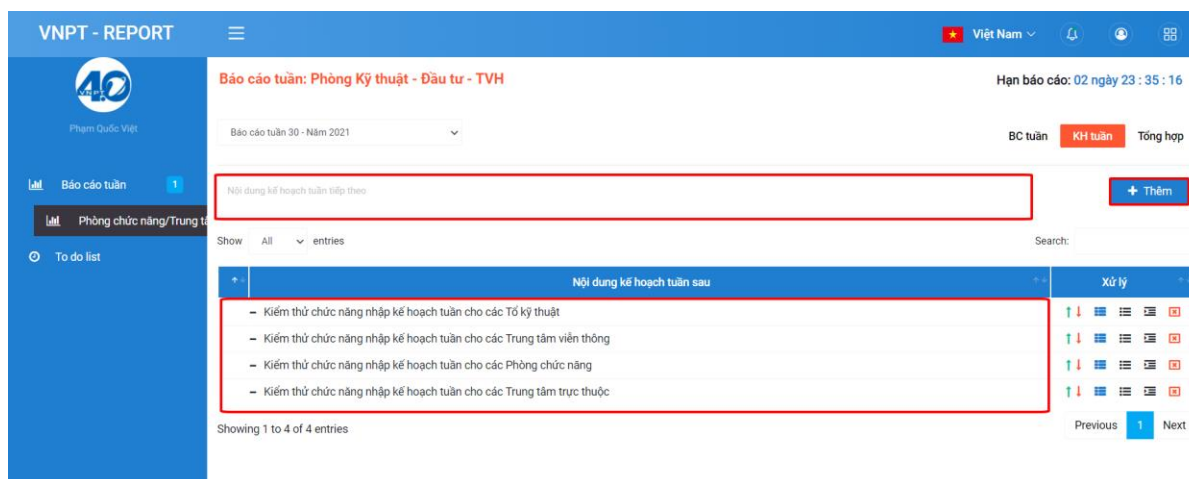 VNPT - REPORT
Việt Nam
VNPT
4.0
Phạm Quốc Việt
Báo cáo tuần 1
Phòng chức năng/Trung tâ
To do list
Báo cáo tuần: Phòng Kỹ thuật - Đầu tư - TVH
Hạn báo cáo: 02 ngày 23 : 35 : 16
Báo cáo tuần 30 - Năm 2021
BC tuần KH tuần Tổng hợp
Nội dung kế hoạch tuần tiếp theo
+ Thêm
Show All entries
Search:
Nội dung kế hoạch tuần sau Xử lý
– Kiểm thử chức năng nhập kế hoạch tuần cho các Tổ kỹ thuật
– Kiểm thử chức năng nhập kế hoạch tuần cho các Trung tâm viễn thông
– Kiểm thử chức năng nhập kế hoạch tuần cho các Phòng chức năng
– Kiểm thử chức năng nhập kế hoạch tuần cho các Trung tâm trực thuộc
Showing 1 to 4 of 4 entries
Previous 1 Next